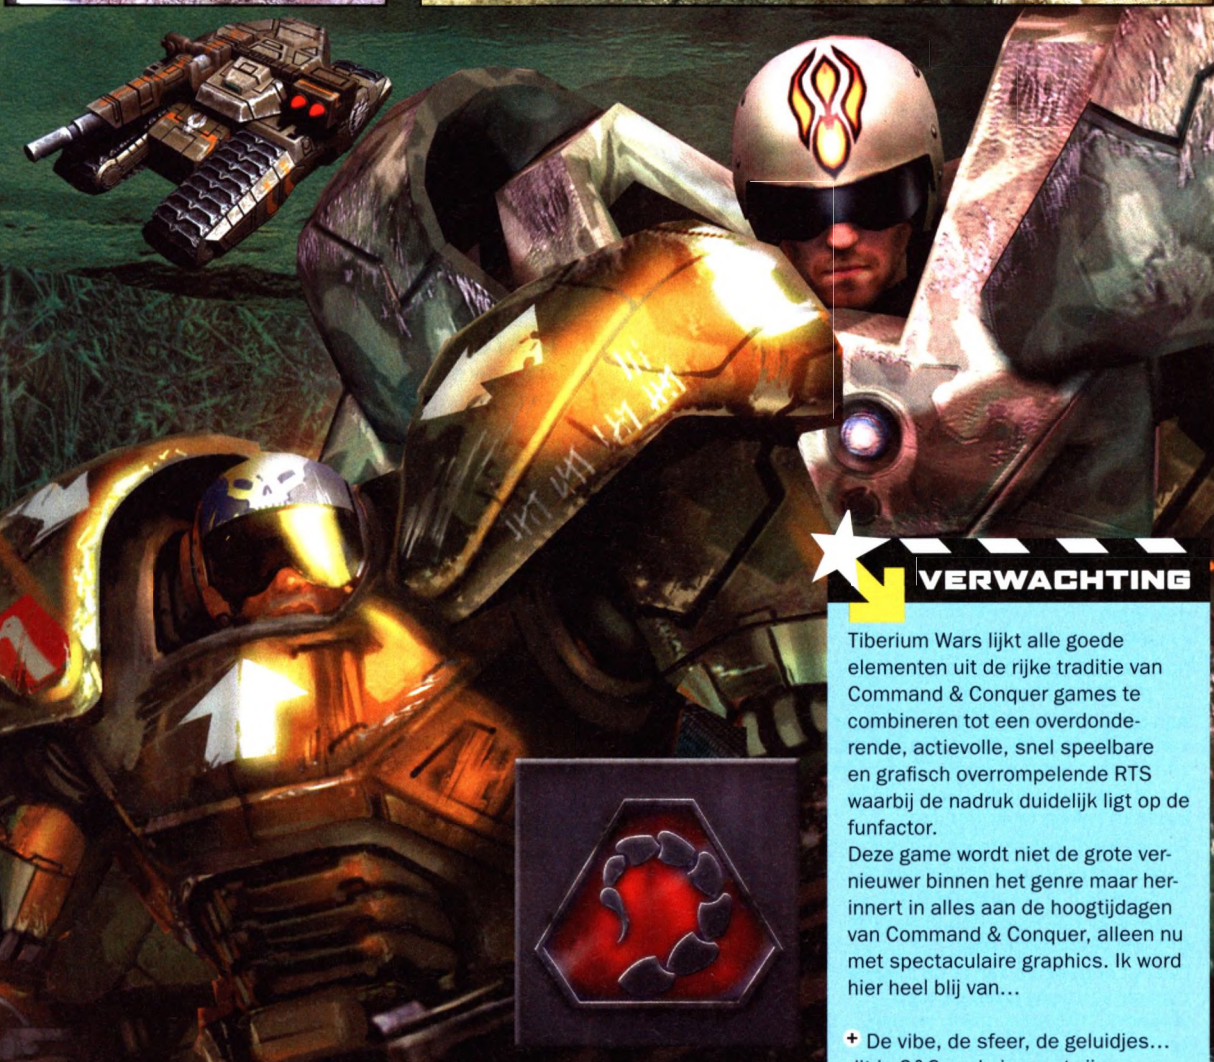 VERWACHTING
Tiberium Wars lijkt alle goede
elementen uit de rijke traditie van
Command & Conquer games te
combineren tot een overdonde-
rende, actievolle, snel speelbare
en grafisch overrompelende RTS
waarbij de nadruk duidelijk ligt op de
funfactor.
Deze game wordt niet de grote ver-
nieuwer binnen het genre maar her-
innert in alles aan de hoogtijdagen
van Command & Conquer, alleen nu
met spectaculaire graphics. Ik word
hier heel blij van...
+ De vibe, de sfeer, de geluidjes...